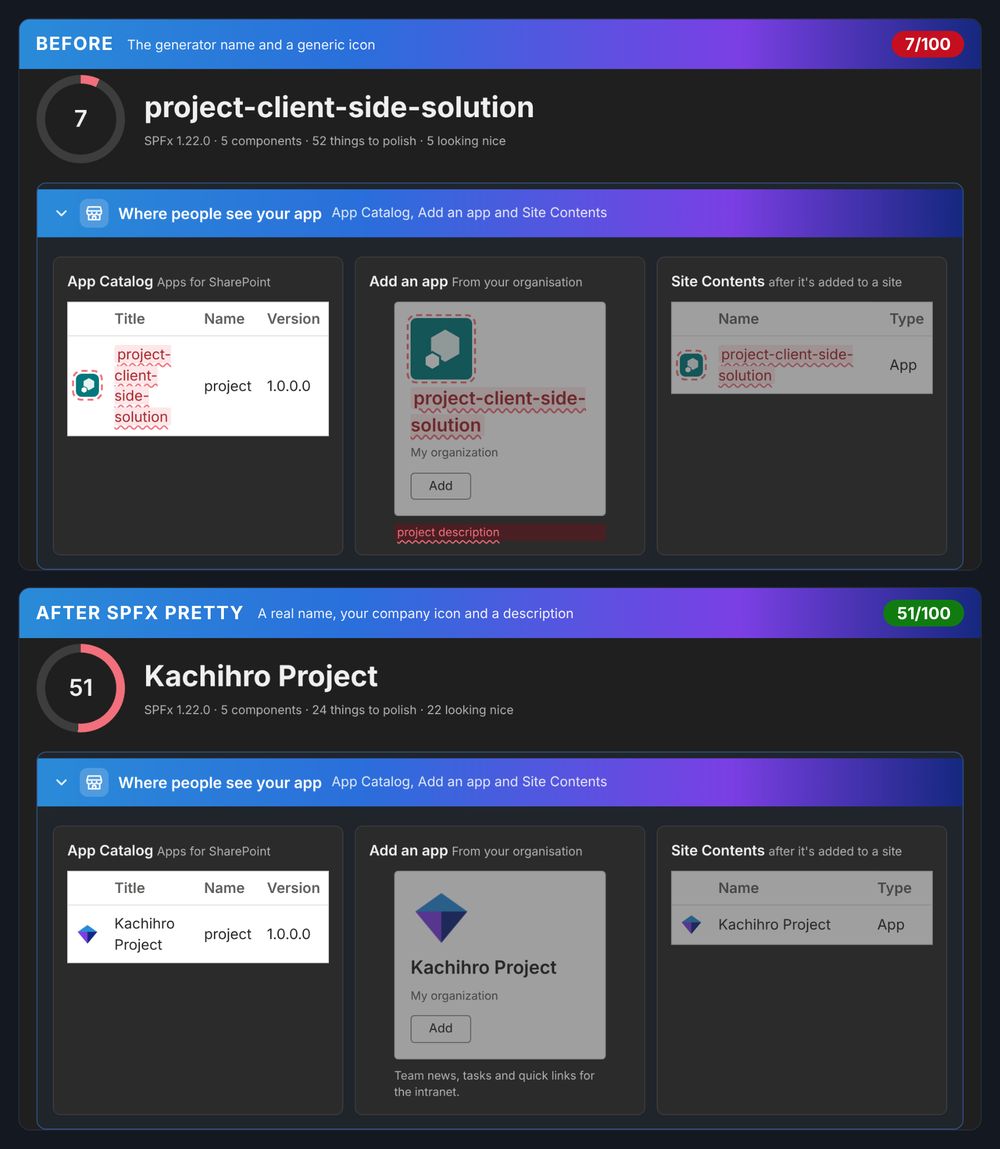 BEFORE The generator name and a generic icon 7/100
7
project-client-side-solution
SPFx 1.22.0 · 5 components · 52 things to polish · 5 looking nice
Where people see your app App Catalog, Add an app and Site Contents
App Catalog Apps for SharePoint
Title Name Version
project-
client-
side-
solution
project 1.0.0.0
Add an app From your organisation
project-client-side-
solution
My organization
Add
project description
Site Contents after it's added to a site
Name Type
project-client-side-
solution
App
AFTER SPFX PRETTY A real name, your company icon and a description 51/100
51
Kachihro Project
SPFx 1.22.0 · 5 components · 24 things to polish · 22 looking nice
Where people see your app App Catalog, Add an app and Site Contents
App Catalog Apps for SharePoint
Title Name Version
Kachihro
Project
project 1.0.0.0
Add an app From your organisation
Kachihro Project
My organization
Add
Team news, tasks and quick links for
the intranet.
Site Contents after it's added to a site
Name Type
Kachihro Project App